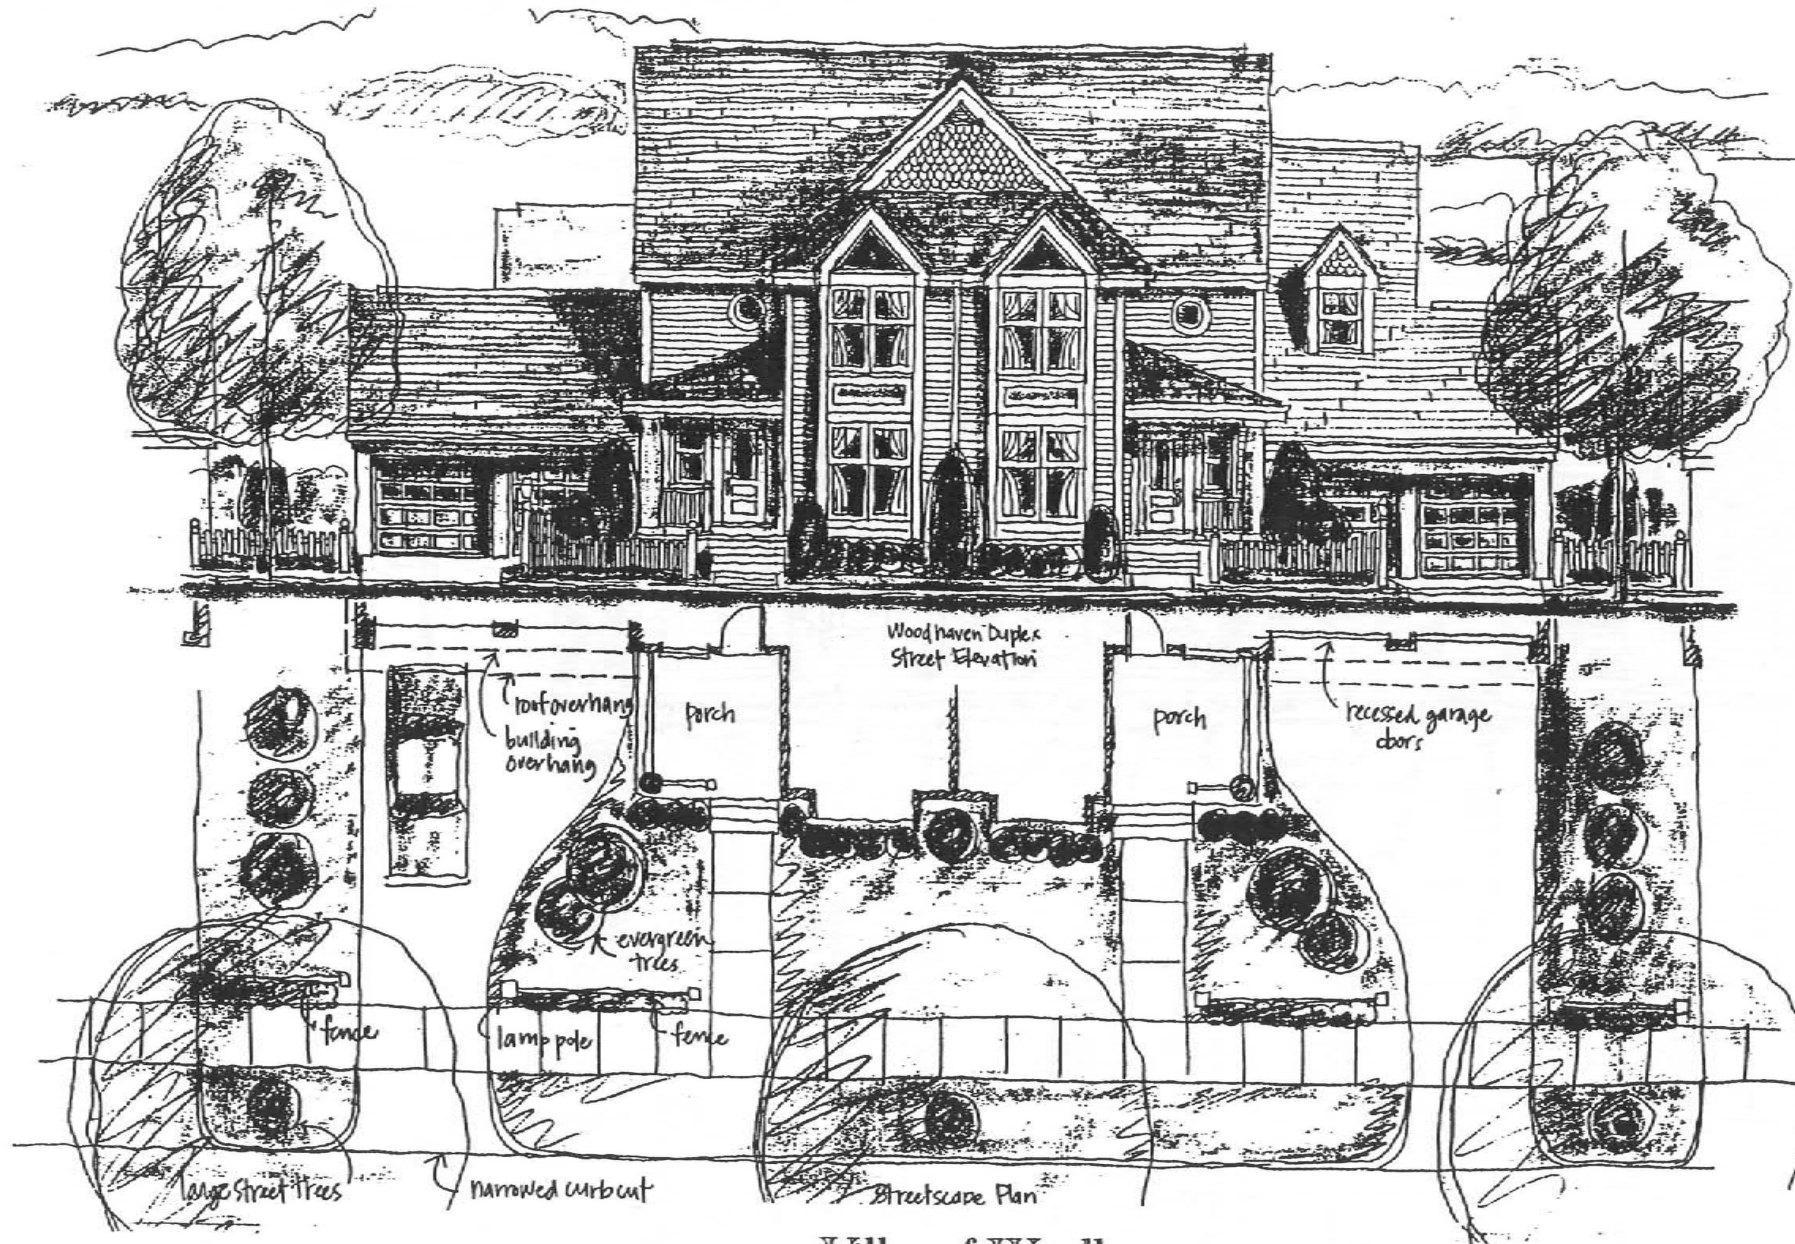 Woodhaven Duplex
Street Elevation
roof overhang
building
overhang
porch
porch
recessed garage
doors
evergreen
trees
fence
lamp pole
fence
large street trees
narrowed curbcut
Streetscape Plan